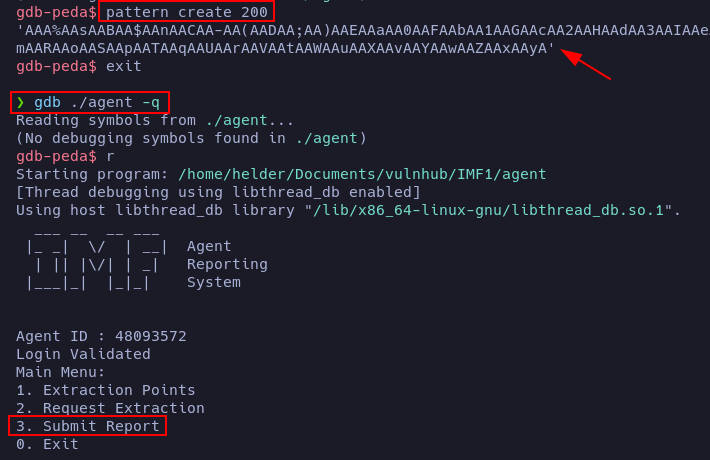 gdb-peda$ pattern create 200
'AAA%AAsAABAA$AAnAACAA-AA(AADAA;AA)AAEAAaAA0AAFAAbAA1AAGAAcAA2AAHAAdAA3AAIAAe
mAARAAoAASAApAATAAqAAUAArAAVAAtAAWAAuAAXAAvAAYAAwAAZAAxAAyA'
gdb-peda$ exit
❯ gdb ./agent -q
Reading symbols from ./agent...
(No debugging symbols found in ./agent)
gdb-peda$ r
Starting program: /home/helder/Documents/vulnhub/IMF1/agent
[Thread debugging using libthread_db enabled]
Using host libthread_db library "/lib/x86_64-linux-gnu/libthread_db.so.1".
  ___ __  __ ___
 |_ _|  \/  | __|  Agent
  | || |\/| | _|   Reporting
 |___|_|  |_|_|    System
Agent ID : 48093572
Login Validated
Main Menu:
1. Extraction Points
2. Request Extraction
3. Submit Report
0. Exit